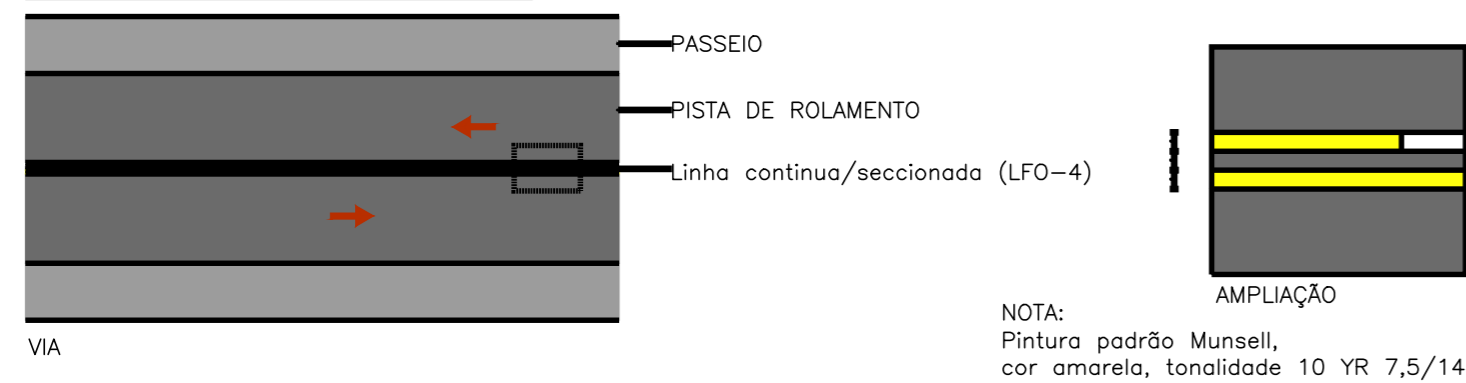 PASSEIO
PISTA DE ROLAMENTO
Linha continua/seccionada (LFO-4)
VIA
AMPLIAÇÃO
NOTA:
Pintura padrão Munsell,
cor amarela, tonalidade 10 YR 7,5/14